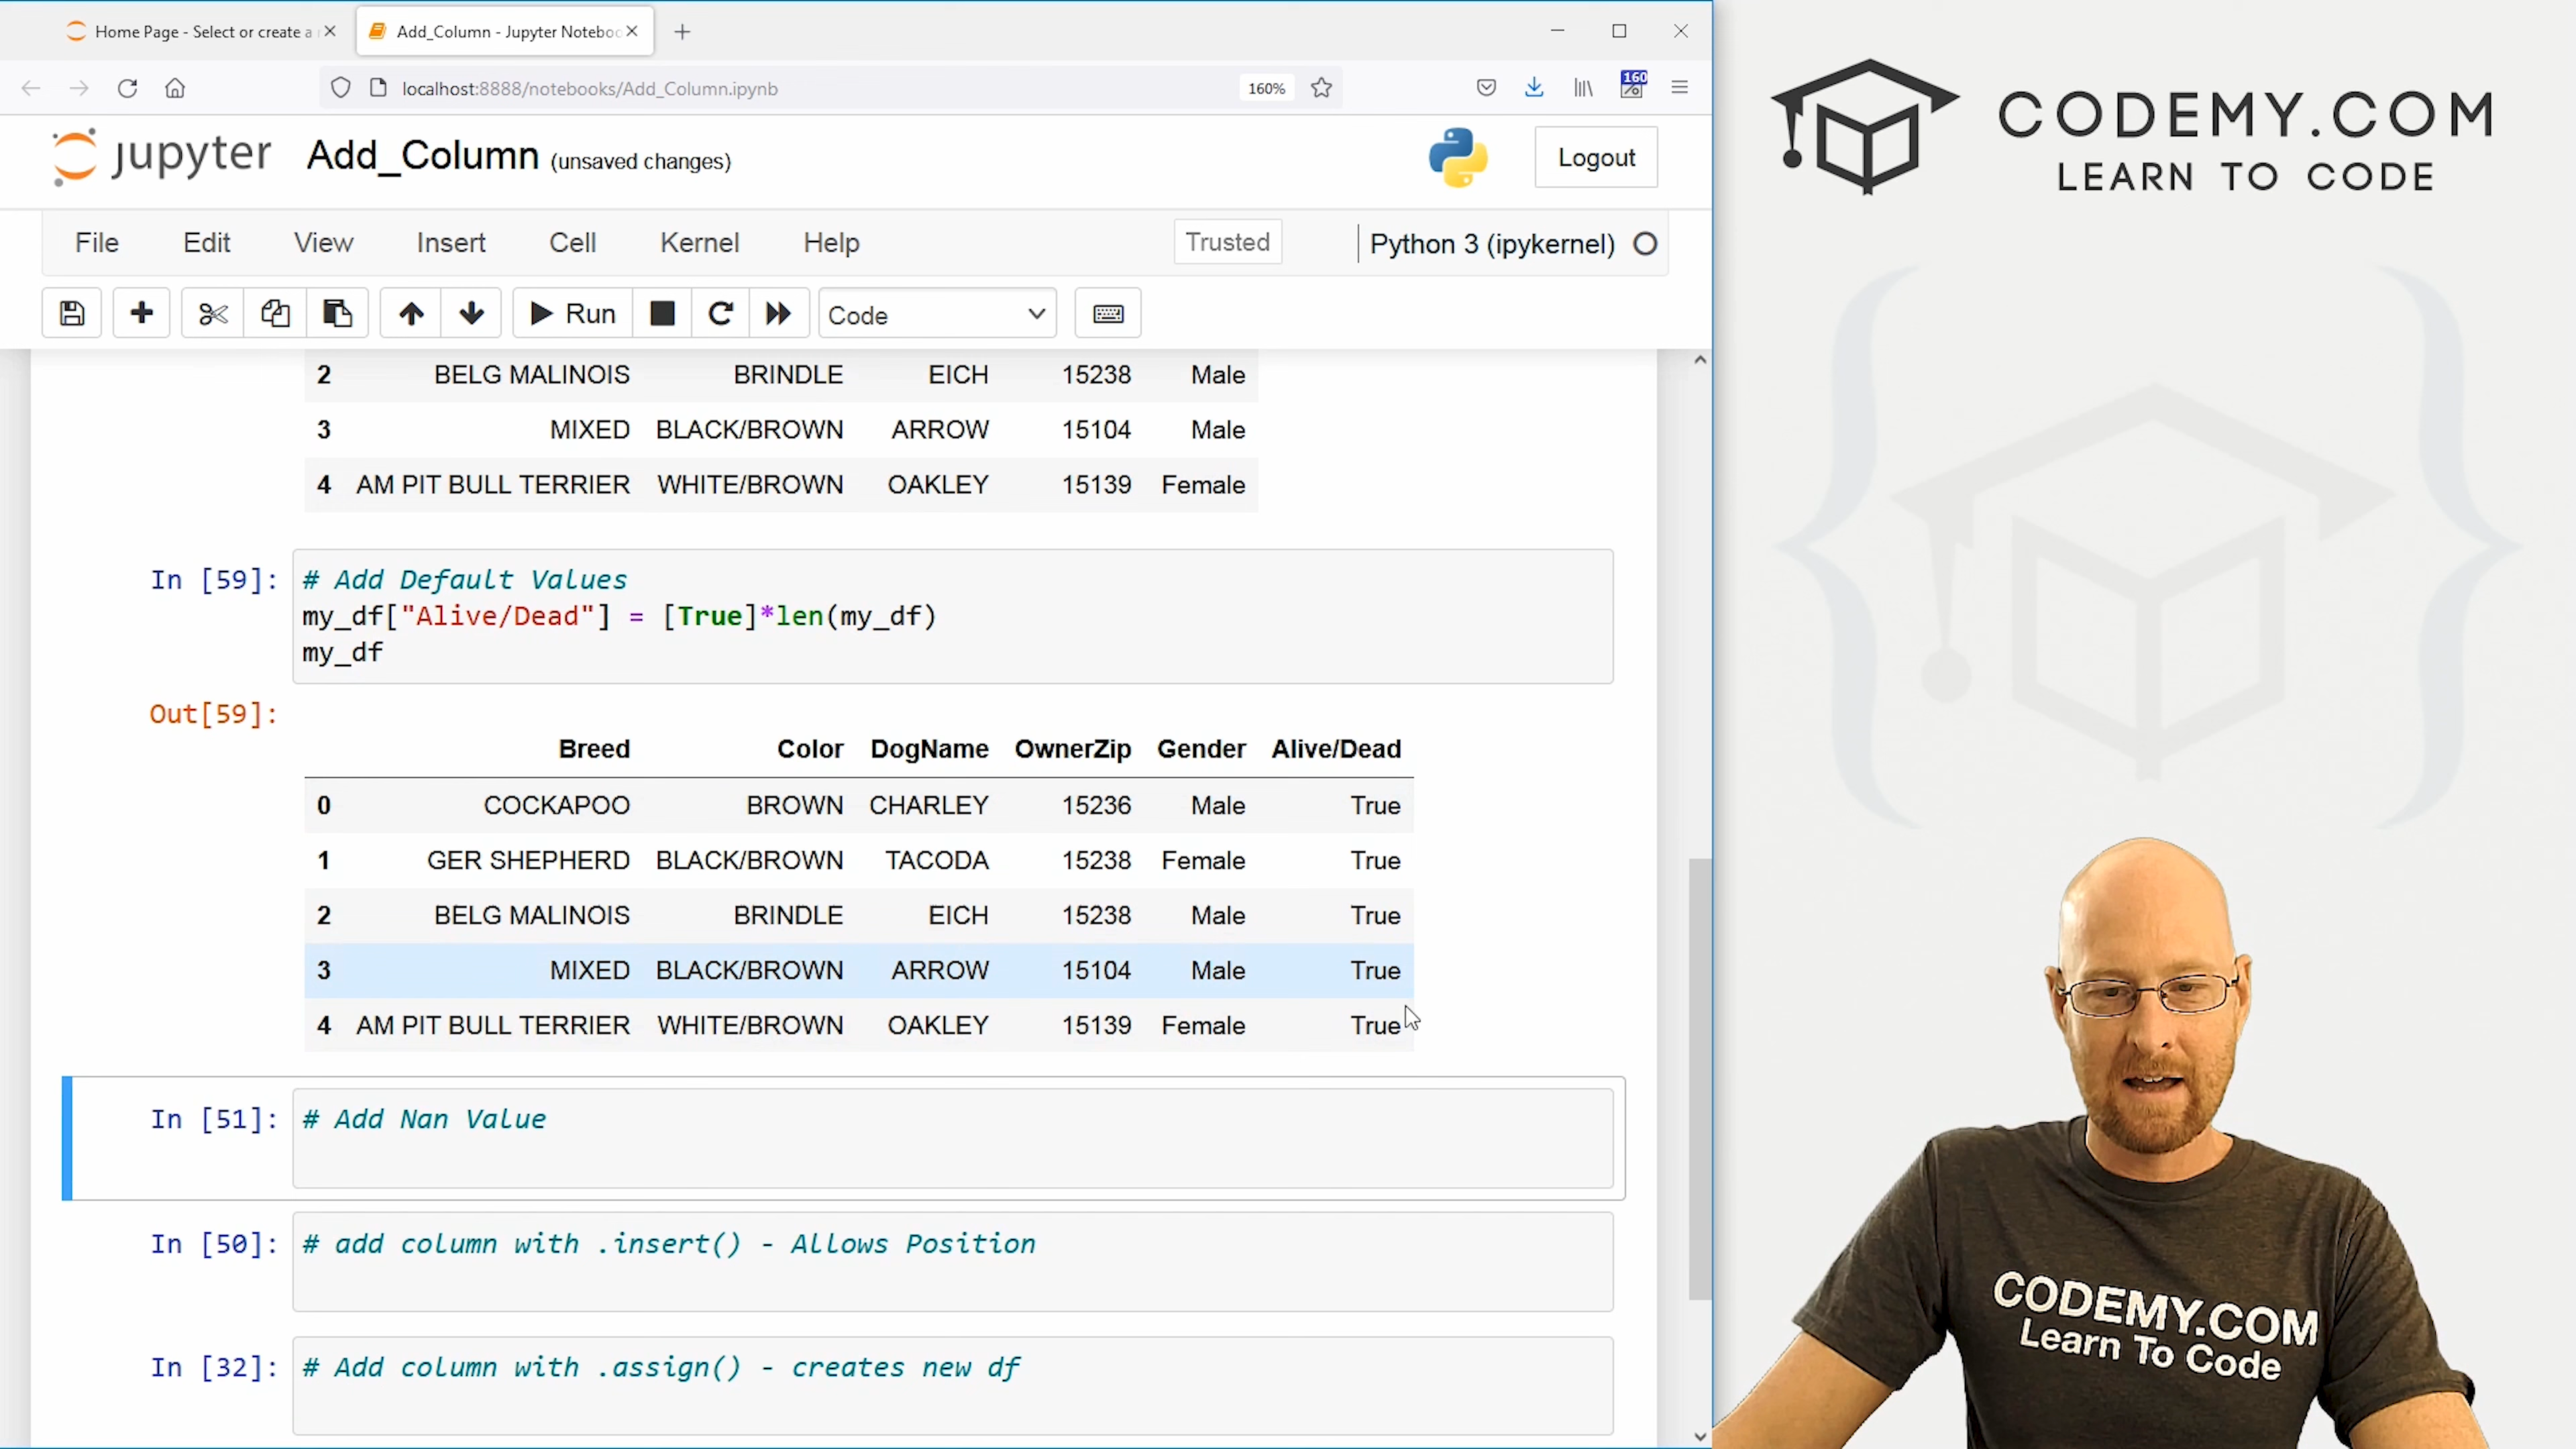 Home Page - Select or create a
Add_Column - Jupyter Noteboo
localhost:8888/notebooks/Add_Column.ipynb
160%
160
CODEMY.COM
LEARN TO CODE
jupyter
Add_Column (unsaved changes)
Logout
File Edit View Insert Cell Kernel Help
Trusted
Python 3 (ipykernel)
Run
Code
2 BELG MALINOIS BRINDLE EICH 15238 Male
3 MIXED BLACK/BROWN ARROW 15104 Male
4 AM PIT BULL TERRIER WHITE/BROWN OAKLEY 15139 Female
In [59]: # Add Default Values
my_df["Alive/Dead"] = [True]*len(my_df)
my_df
Out[59]:
Breed Color DogName OwnerZip Gender Alive/Dead
0 COCKAPOO BROWN CHARLEY 15236 Male True
1 GER SHEPHERD BLACK/BROWN TACODA 15238 Female True
2 BELG MALINOIS BRINDLE EICH 15238 Male True
3 MIXED BLACK/BROWN ARROW 15104 Male True
4 AM PIT BULL TERRIER WHITE/BROWN OAKLEY 15139 Female True
In [51]: # Add Nan Value
In [50]: # add column with .insert() - Allows Position
In [32]: # Add column with .assign() - creates new df
CODEMY.COM
Learn To Code